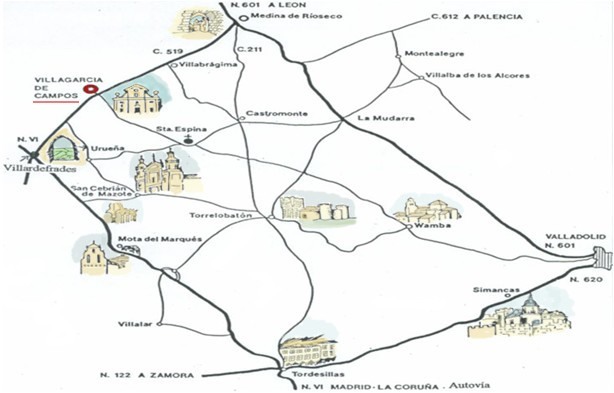 N. 601 A LEON
Medina de Ríoseco
C.612 A PALENCIA
C. 519
C.211
Montealegre
Villabrágima
Villalba de los Alcores
VILLAGARCIA
DE
CAMPOS
Castromonte
La Mudarra
Sta. Espina
N. VI
Urueña
Villardefrades
San Cebrián
de Mazote
Torrelobatón
Wamba
Mota del Marqués
VALLADOLID
N. 601
N. 620
Simancas
Villalar
Tordesillas
N. 122 A ZAMORA
N. VI MADRID-LA CORUÑA . Autovía